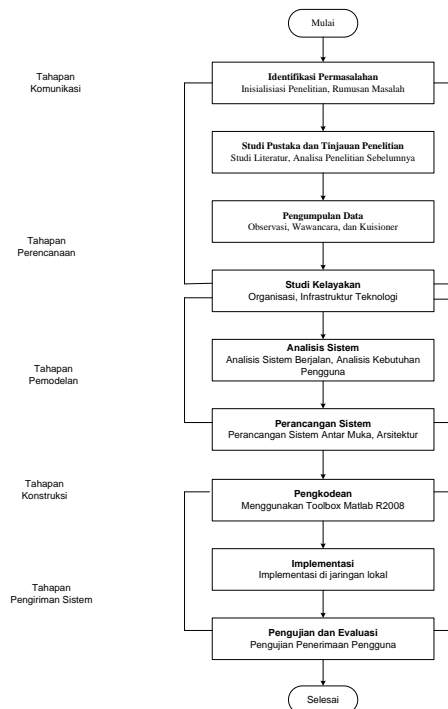 Mulai
Tahapan
Komunikasi
Identifikasi Permasalahan
Inisialisiasi Penelitian, Rumusan Masalah
Studi Pustaka dan Tinjauan Penelitian
Studi Literatur, Analisa Penelitian Sebelumnya
Pengumpulan Data
Observasi, Wawancara, dan Kuisioner
Tahapan
Perencanaan
Studi Kelayakan
Organisasi, Infrastruktur Teknologi
Analisis Sistem
Analisis Sistem Berjalan, Analisis Kebutuhan
Pengguna
Tahapan
Pemodelan
Perancangan Sistem
Perancangan Sistem Antar Muka, Arsitektur
Tahapan
Konstruksi
Pengkodean
Menggunakan Toolbox Matlab R2008
Implementasi
Implementasi di jaringan lokal
Tahapan
Pengiriman Sistem
Pengujian dan Evaluasi
Pengujian Penerimaan Pengguna
Selesai